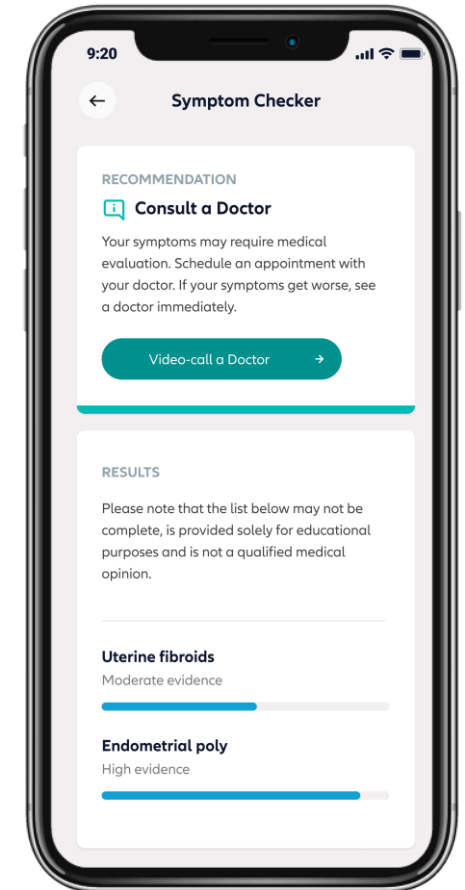 9:20
Symptom Checker
RECOMMENDATION
Consult a Doctor
Your symptoms may require medical
evaluation. Schedule an appointment with
your doctor. If your symptoms get worse, see
a doctor immediately.
Video-call a Doctor
RESULTS
Please note that the list below may not be
complete, is provided solely for educational
purposes and is not a qualified medical
opinion.
Uterine fibroids
Moderate evidence
Endometrial poly
High evidence